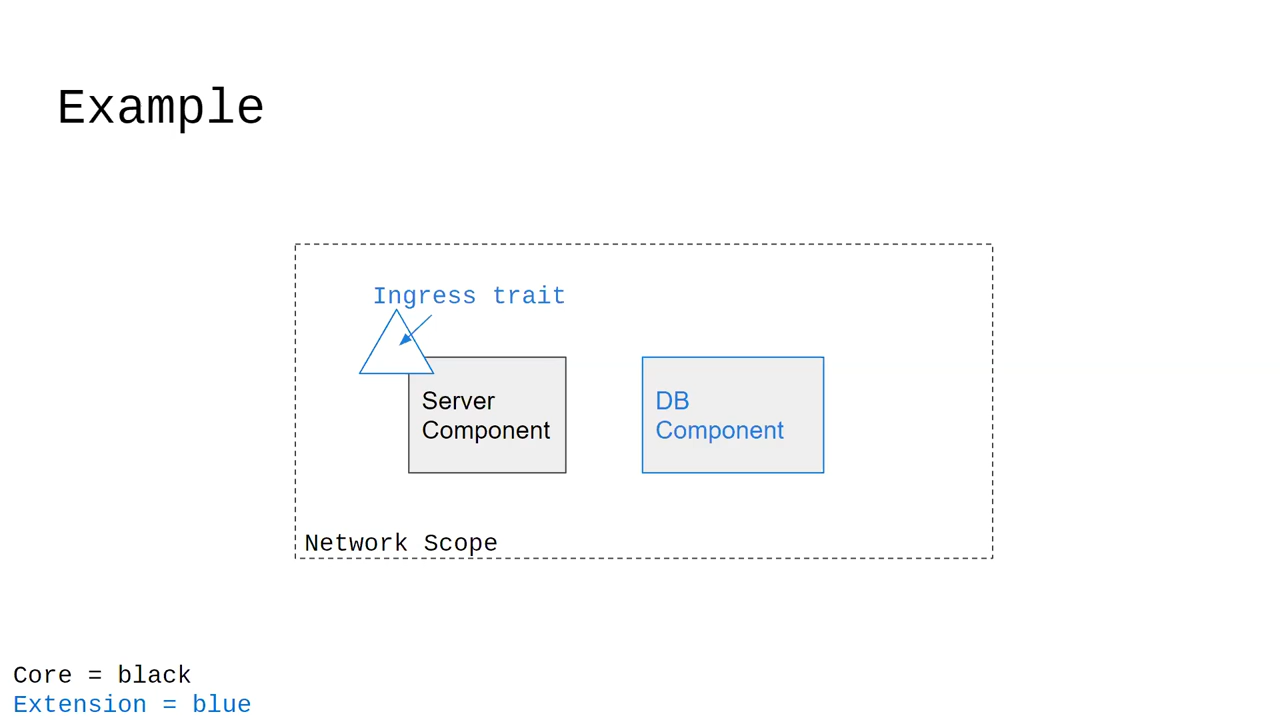 Example
Ingress trait
Server
Component
DB
Component
Network Scope
Core = black
Extension = blue